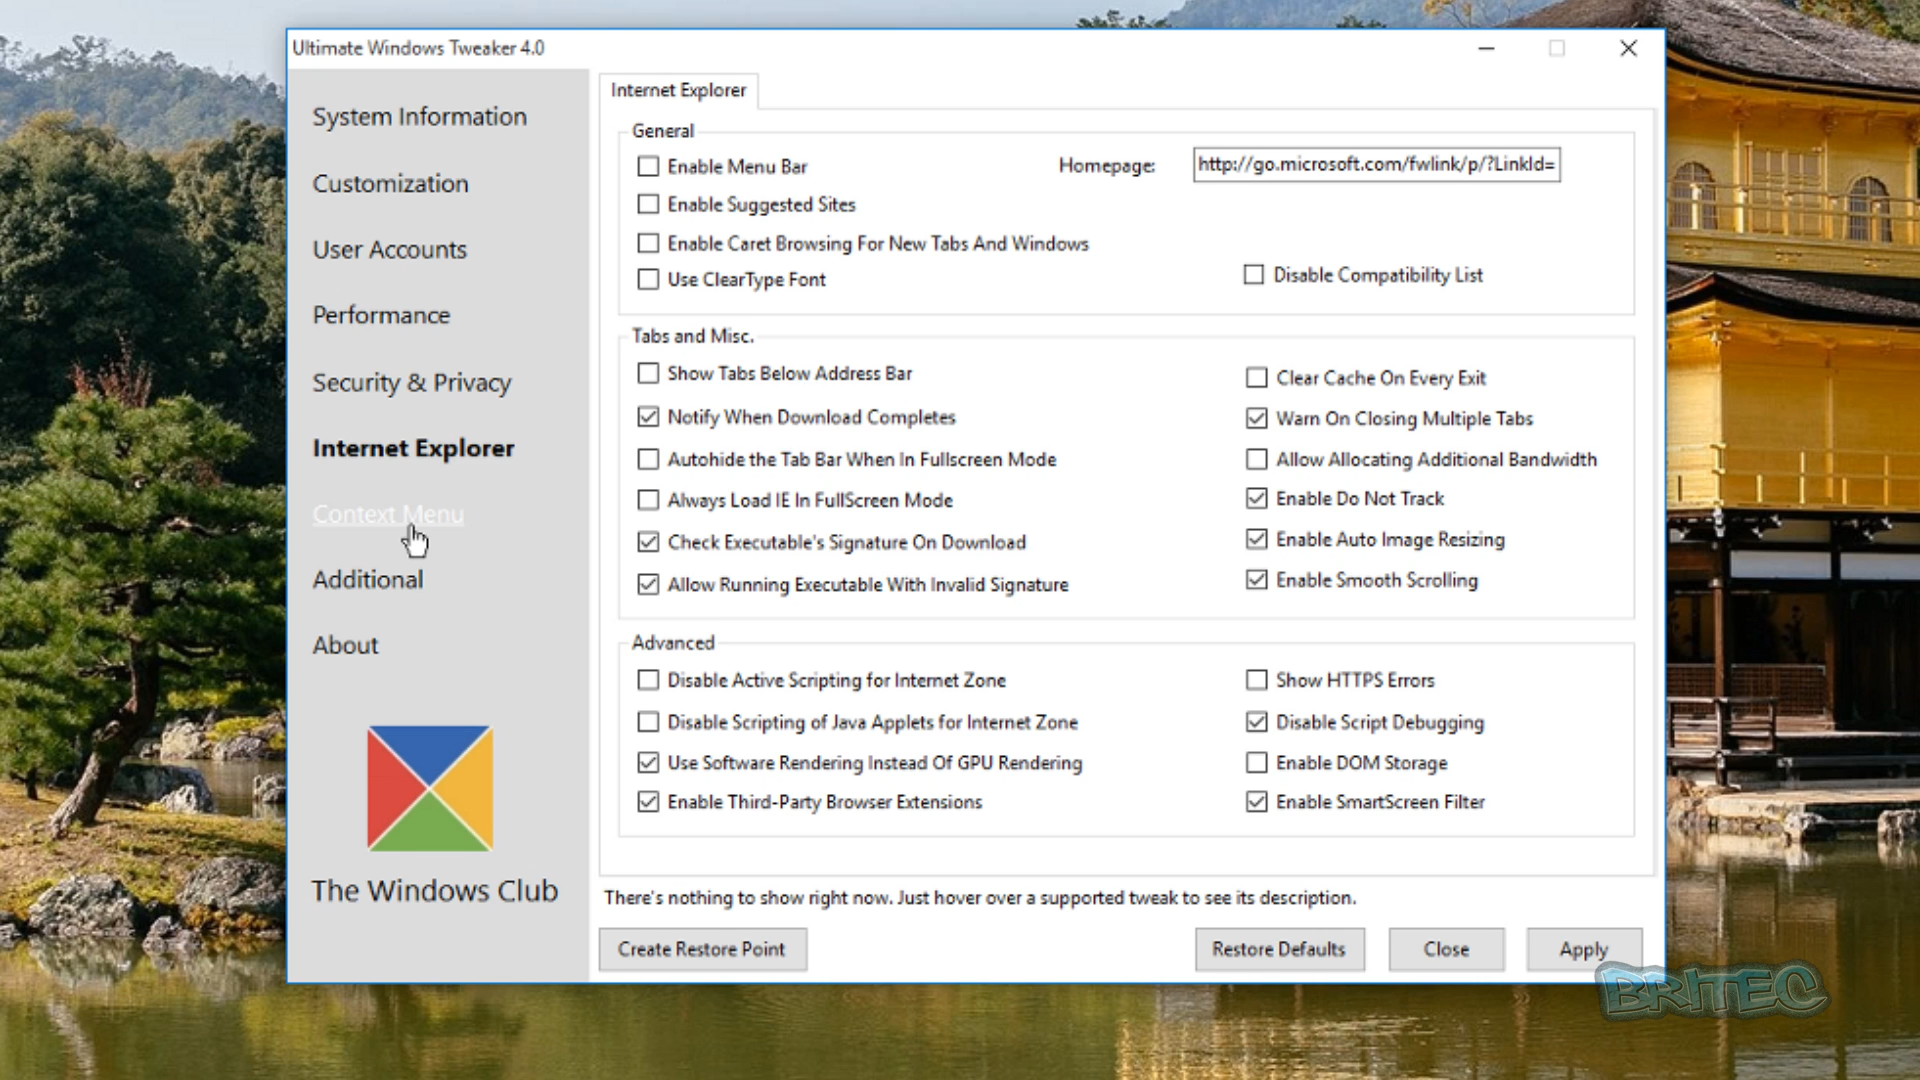 Ultimate Windows Tweaker 4.0
System Information
Customization
User Accounts
Performance
Security & Privacy
Internet Explorer
Context Menu
Additional
About
The Windows Club
Internet Explorer
General
Enable Menu Bar
Homepage:
http://go.microsoft.com/fwlink/p/?LinkId=
Enable Suggested Sites
Enable Caret Browsing For New Tabs And Windows
Use ClearType Font
Disable Compatibility List
Tabs and Misc.
Show Tabs Below Address Bar
Clear Cache On Every Exit
Notify When Download Completes
Warn On Closing Multiple Tabs
Autohide the Tab Bar When In Fullscreen Mode
Allow Allocating Additional Bandwidth
Always Load IE In FullScreen Mode
Enable Do Not Track
Check Executable's Signature On Download
Enable Auto Image Resizing
Allow Running Executable With Invalid Signature
Enable Smooth Scrolling
Advanced
Disable Active Scripting for Internet Zone
Show HTTPS Errors
Disable Scripting of Java Applets for Internet Zone
Disable Script Debugging
Use Software Rendering Instead Of GPU Rendering
Enable DOM Storage
Enable Third-Party Browser Extensions
Enable SmartScreen Filter
There's nothing to show right now. Just hover over a supported tweak to see its description.
Create Restore Point
Restore Defaults
Close
Apply
BRITEC